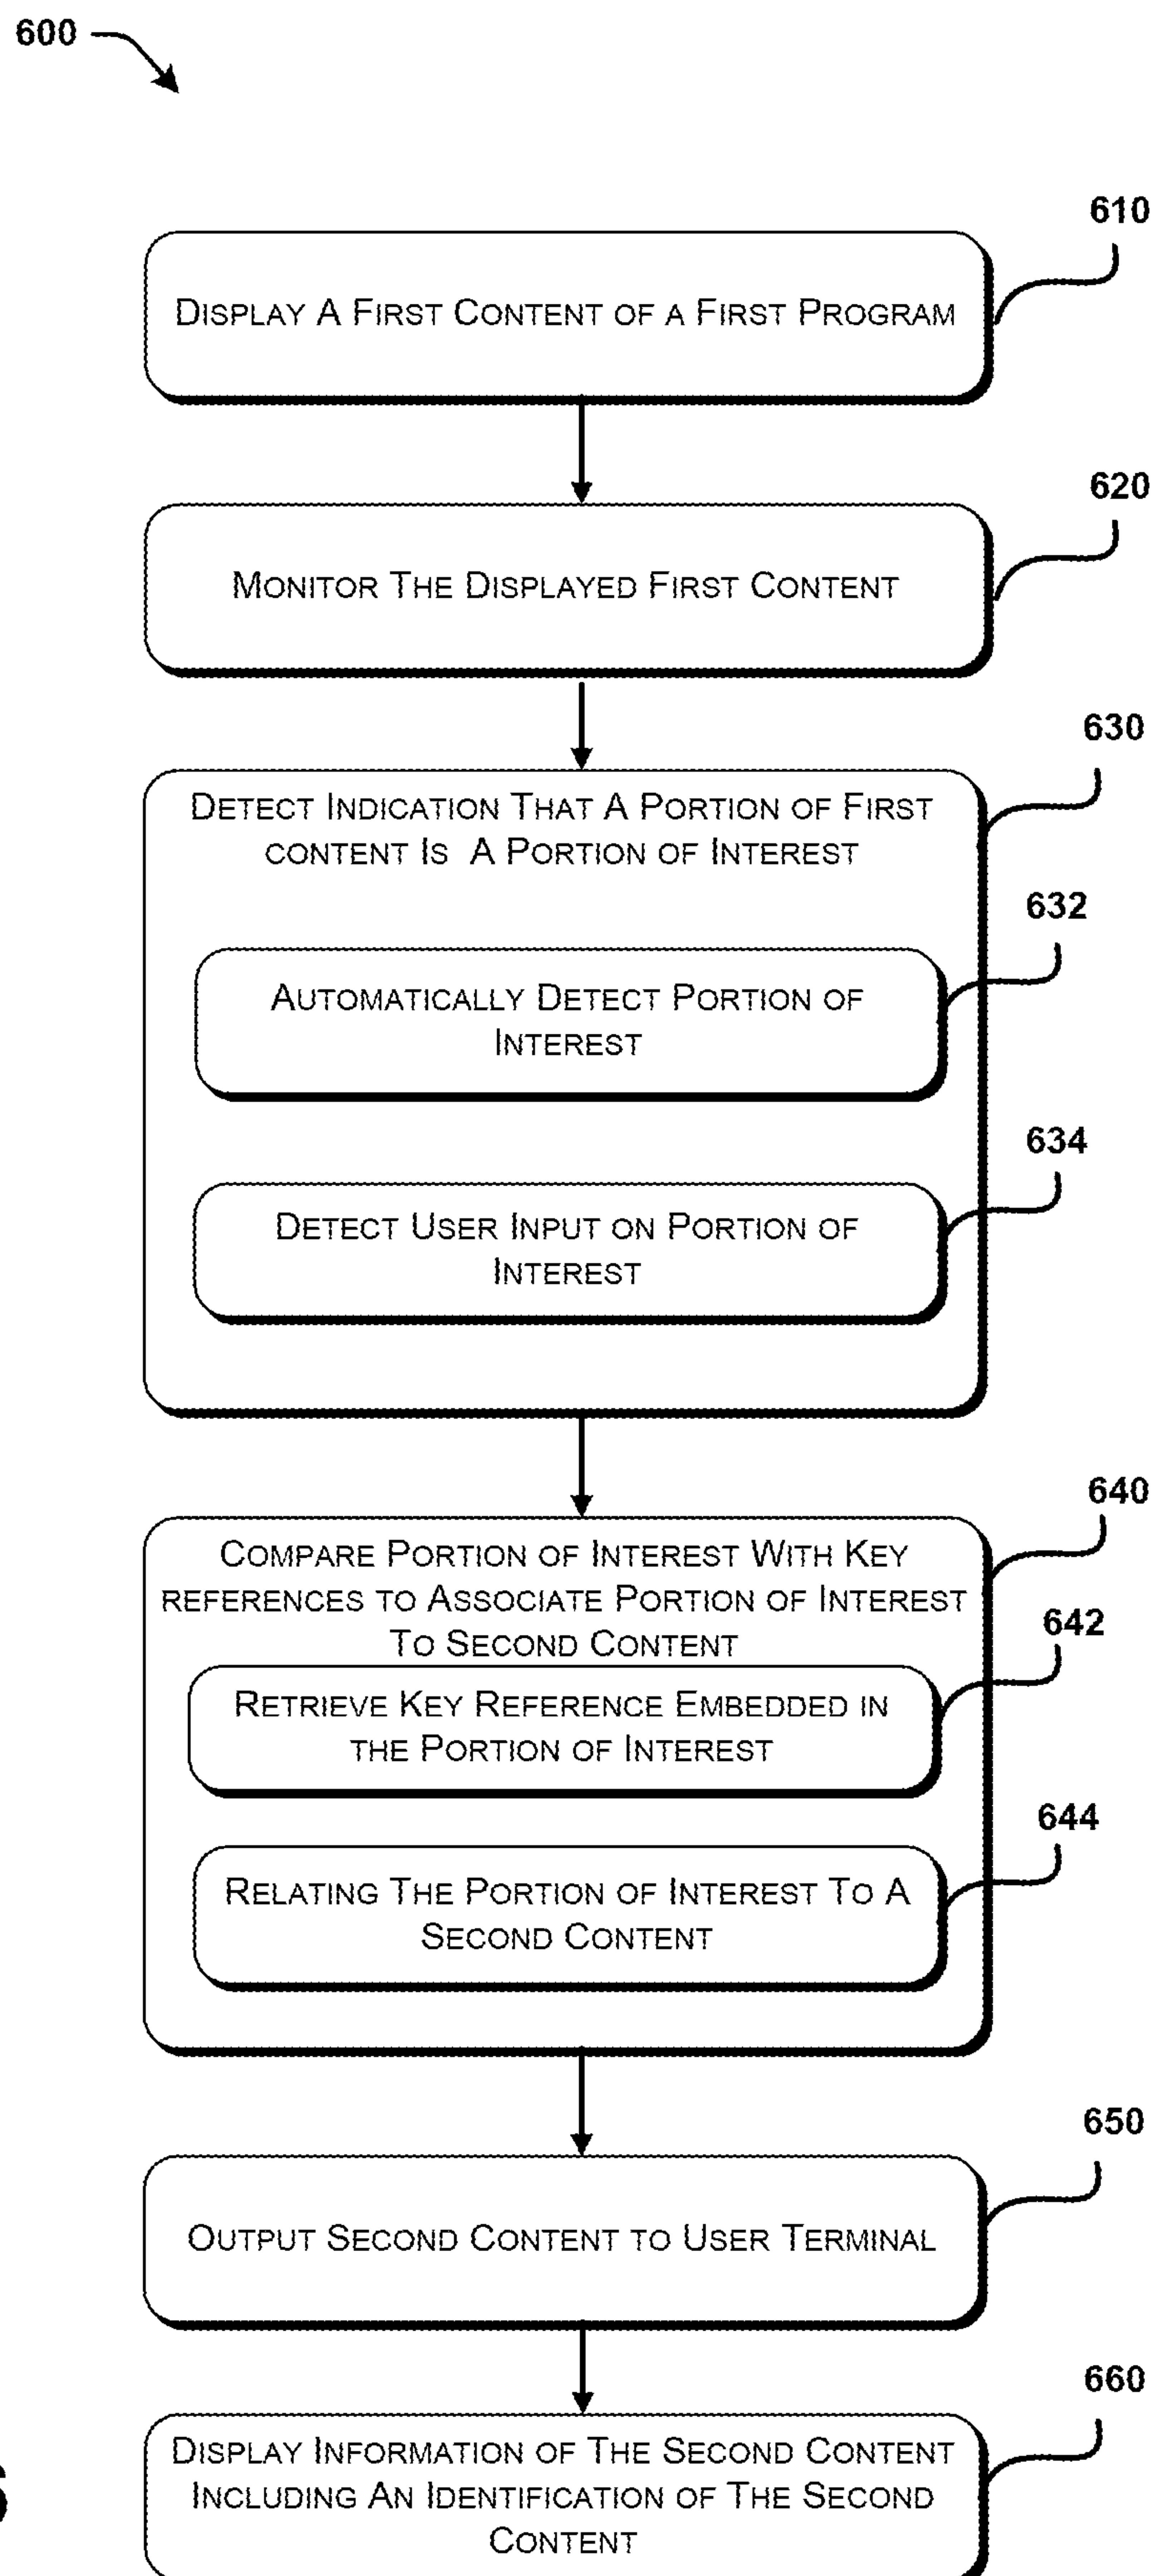 600
610
DISPLAY A FIRST CONTENT OF A FIRST PROGRAM
620
MONITOR THE DISPLAYED FIRST CONTENT
630
DETECT INDICATION THAT A PORTION OF FIRST
CONTENT IS A PORTION OF INTEREST
632
AUTOMATICALLY DETECT PORTION OF
INTEREST
634
DETECT USER INPUT ON PORTION OF
INTEREST
640
COMPARE PORTION OF INTEREST WITH KEY
REFERENCES TO ASSOCIATE PORTION OF INTEREST
TO SECOND CONTENT
642
RETRIEVE KEY REFERENCE EMBEDDED IN
THE PORTION OF INTEREST
644
RELATING THE PORTION OF INTEREST TO A
SECOND CONTENT
650
OUTPUT SECOND CONTENT TO USER TERMINAL
660
DISPLAY INFORMATION OF THE SECOND CONTENT
INCLUDING AN IDENTIFICATION OF THE SECOND
CONTENT